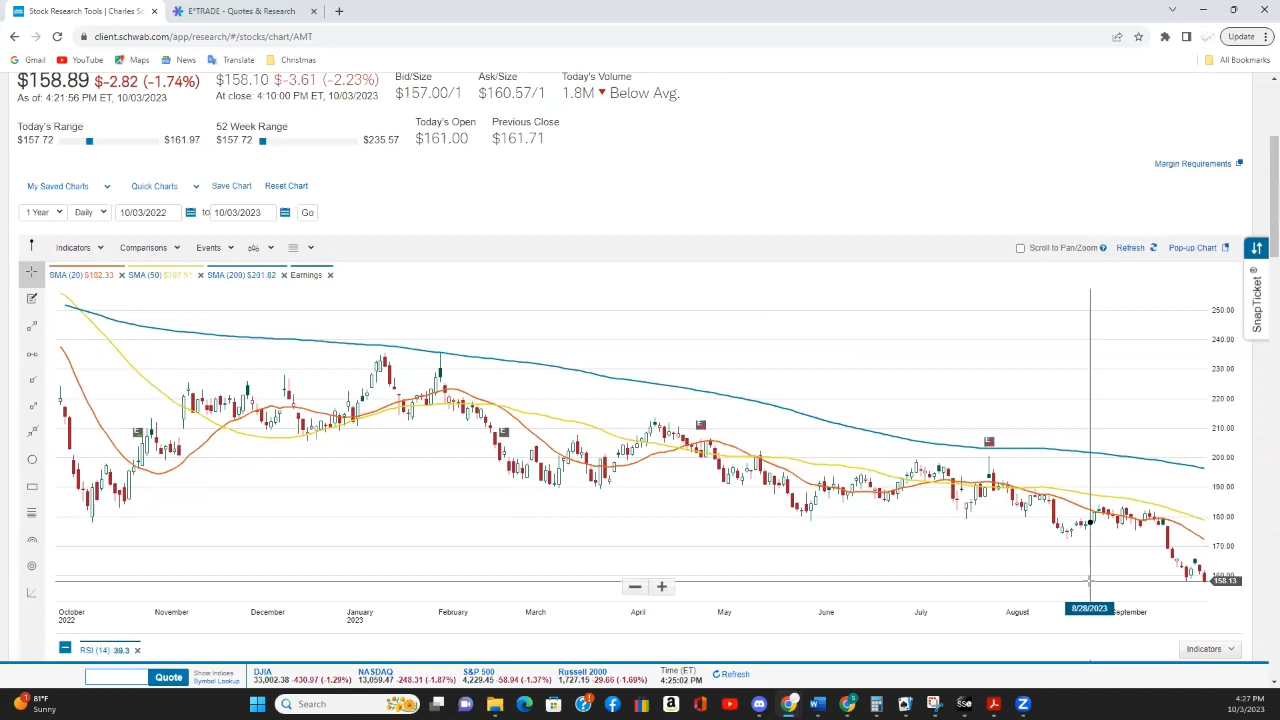 Stock Research Tools | Charles Sc
E*TRADE - Quotes & Research
client.schwab.com/app/research/#/stocks/chart/AMT
Update
Gmail
YouTube
Maps
News
Translate
Christmas
All Bookmarks
$158.89 $-2.82 (-1.74%)
As of: 4:21:56 PM ET, 10/03/2023
$158.10 $-3.61 (-2.23%)
At close: 4:10:00 PM ET, 10/03/2023
Bid/Size
$157.00/1
Ask/Size
$160.57/1
Today's Volume
1.8M Below Avg.
Today's Range
$157.72 $161.97
52 Week Range
$157.72 $235.57
Today's Open
$161.00
Previous Close
$161.71
Margin Requirements
My Saved Charts
Quick Charts
Save Chart
Reset Chart
1 Year
Daily
10/03/2022
to
10/03/2023
Go
Indicators
Comparisons
Events
Scroll to Pan/Zoom
Refresh
Pop-up Chart
SnapTicket ®
SMA (20) $182.33
SMA (50) $187.51
SMA (200) $201.82
Earnings
250.00
240.00
230.00
220.00
210.00
200.00
190.00
180.00
170.00
160.00
158.13
E
E
E
E
October
2022
November
December
January
2023
February
March
April
May
June
July
August
8/28/2023
eptember
RSI (14) 39.3
Indicators
Quote
Show Indices
Symbol Lookup
DJIA
33,002.38 -430.97 (-1.29%)
NASDAQ
13,059.47 -248.31 (-1.87%)
S&P 500
4,229.45 -58.94 (-1.37%)
Russell 2000
1,727.15 -29.66 (-1.69%)
Time (ET)
4:25:02 PM
Refresh
81°F
Sunny
Search
4:27 PM
10/3/2023